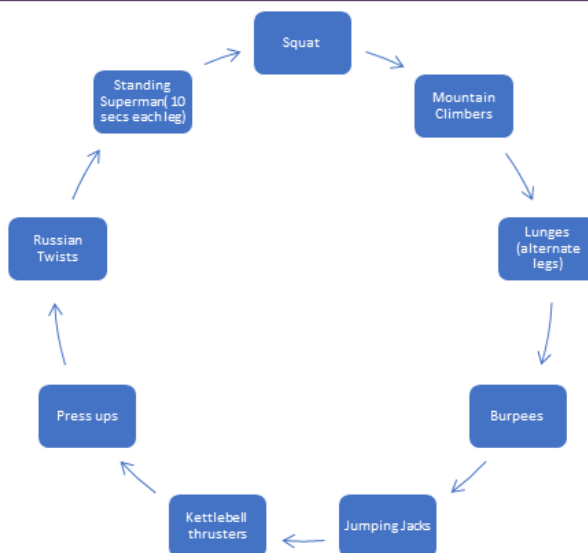 Squat
Mountain
Climbers
Lunges
(alternate
legs)
Burpees
Jumping Jacks
Kettlebell
thrusters
Press ups
Russian
Twists
Standing
Superman( 10
secs each leg)